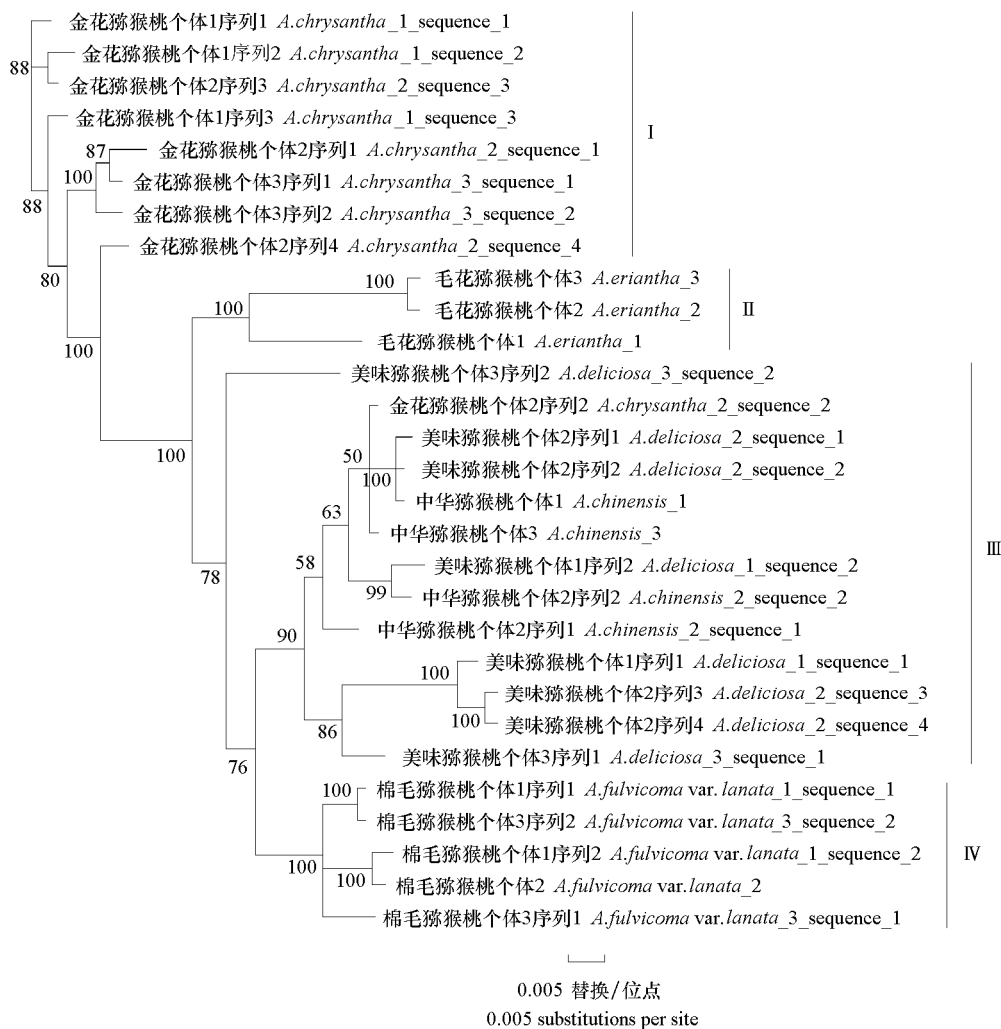 金花猕猴桃个体1序列1 A.chrysantha_1_sequence_1
金花猕猴桃个体1序列2 A.chrysantha_1_sequence_2
88
金花猕猴桃个体2序列3 A.chrysantha_2_sequence_3
金花猕猴桃个体1序列3 A.chrysantha_1_sequence_3
I
87
金花猕猴桃个体2序列1 A.chrysantha_2_sequence_1
100
金花猕猴桃个体3序列1 A.chrysantha_3_sequence_1
88
金花猕猴桃个体3序列2 A.chrysantha_3_sequence_2
金花猕猴桃个体2序列4 A.chrysantha_2_sequence_4
80
100
毛花猕猴桃个体3 A.eriantha_3
100
毛花猕猴桃个体2 A.eriantha_2
II
100
毛花猕猴桃个体1 A.eriantha_1
美味猕猴桃个体3序列2 A.deliciosa_3_sequence_2
金花猕猴桃个体2序列2 A.chrysantha_2_sequence_2
美味猕猴桃个体2序列1 A.deliciosa_2_sequence_1
100
50
美味猕猴桃个体2序列2 A.deliciosa_2_sequence_2
100
中华猕猴桃个体1 A.chinensis_1
63
中华猕猴桃个体3 A.chinensis_3
III
58
美味猕猴桃个体1序列2 A.deliciosa_1_sequence_2
78
99
中华猕猴桃个体2序列2 A.chinensis_2_sequence_2
中华猕猴桃个体2序列1 A.chinensis_2_sequence_1
90
美味猕猴桃个体1序列1 A.deliciosa_1_sequence_1
100
美味猕猴桃个体2序列3 A.deliciosa_2_sequence_3
100
美味猕猴桃个体2序列4 A.deliciosa_2_sequence_4
86
美味猕猴桃个体3序列1 A.deliciosa_3_sequence_1
76
棉毛猕猴桃个体1序列1 A.fulvicoma var.lanata_1_sequence_1
100
棉毛猕猴桃个体3序列2 A.fulvicoma var.lanata_3_sequence_2
棉毛猕猴桃个体1序列2 A.fulvicoma var.lanata_1_sequence_2
IV
100
100
棉毛猕猴桃个体2 A.fulvicoma var.lanata_2
棉毛猕猴桃个体3序列1 A.fulvicoma var.lanata_3_sequence_1
0.005 替换/位点
0.005 substitutions per site